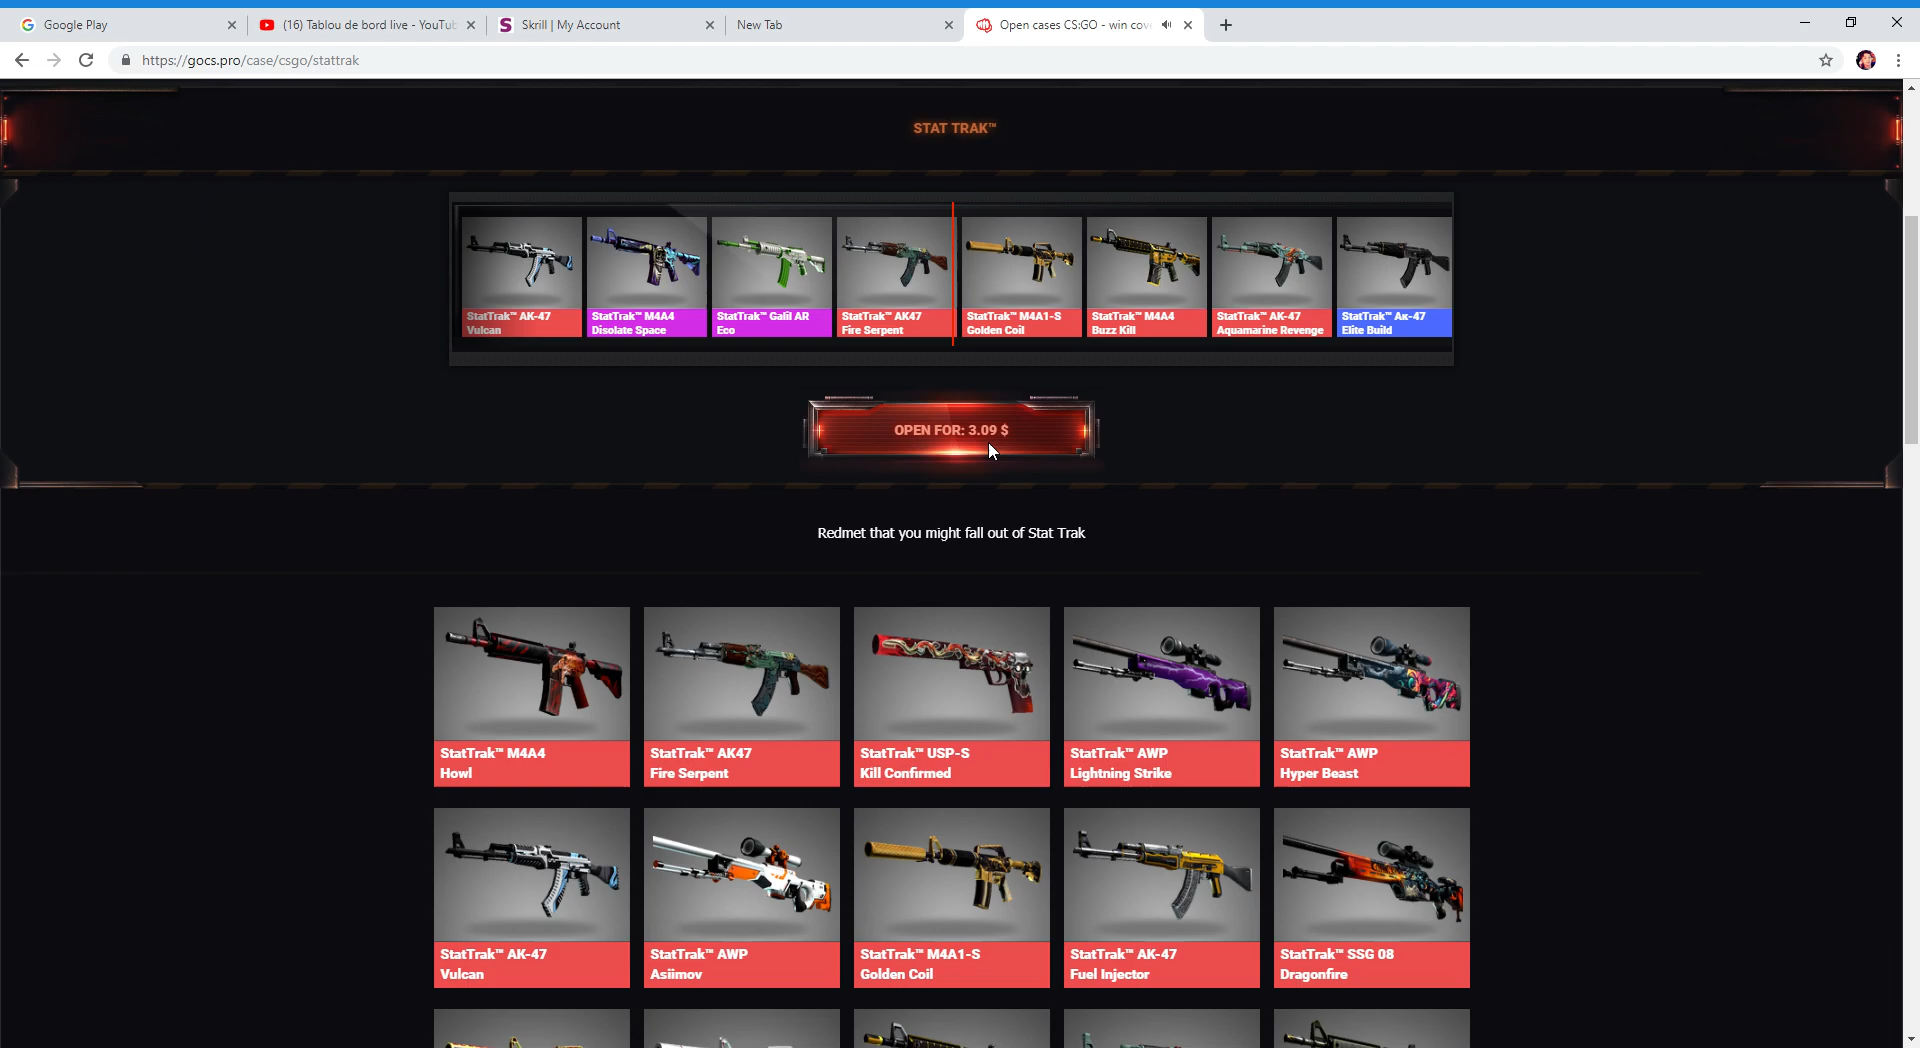 Google Play
(16) Tablou de bord live - YouTub
Skrill | My Account
New Tab
Open cases CS:GO - win cov
https://gocs.pro/case/csgo/stattrak
STAT TRAK™
StatTrak™ AK-47
Vulcan
StatTrak™ M4A4
Disolate Space
StatTrak™ Galil AR
Eco
StatTrak™ AK47
Fire Serpent
StatTrak™ M4A1-S
Golden Coil
StatTrak™ M4A4
Buzz Kill
StatTrak™ AK-47
Aquamarine Revenge
StatTrak™ Ак-47
Elite Build
OPEN FOR: 3.09 $
Redmet that you might fall out of Stat Trak
StatTrak™ M4A4
Howl
StatTrak™ AK47
Fire Serpent
StatTrak™ USP-S
Kill Confirmed
StatTrak™ AWP
Lightning Strike
StatTrak™ AWP
Hyper Beast
StatTrak™ AK-47
Vulcan
StatTrak™ AWP
Asiimov
StatTrak™ M4A1-S
Golden Coil
StatTrak™ AK-47
Fuel Injector
StatTrak™ SSG 08
Dragonfire